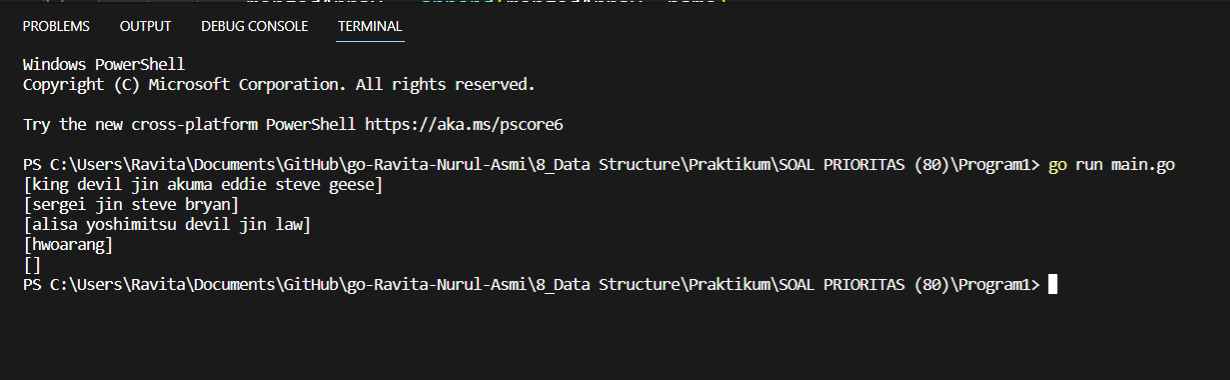 PROBLEMS OUTPUT DEBUG CONSOLE TERMINAL
Windows PowerShell
Copyright (C) Microsoft Corporation. All rights reserved.
Try the new cross-platform PowerShell https://aka.ms/pscore6
PS C:\Users\Ravita\Documents\GitHub\go-Ravita-Nurul-Asmi\8_Data Structure\Praktikum\SOAL PRIORITAS (80)\Program1> go run main.go
[king devil jin akuma eddie steve geese]
[sergei jin steve bryan]
[alisa yoshimitsu devil jin law]
[hwoarang]
[]
PS C:\Users\Ravita\Documents\GitHub\go-Ravita-Nurul-Asmi\8_Data Structure\Praktikum\SOAL PRIORITAS (80)\Program1>